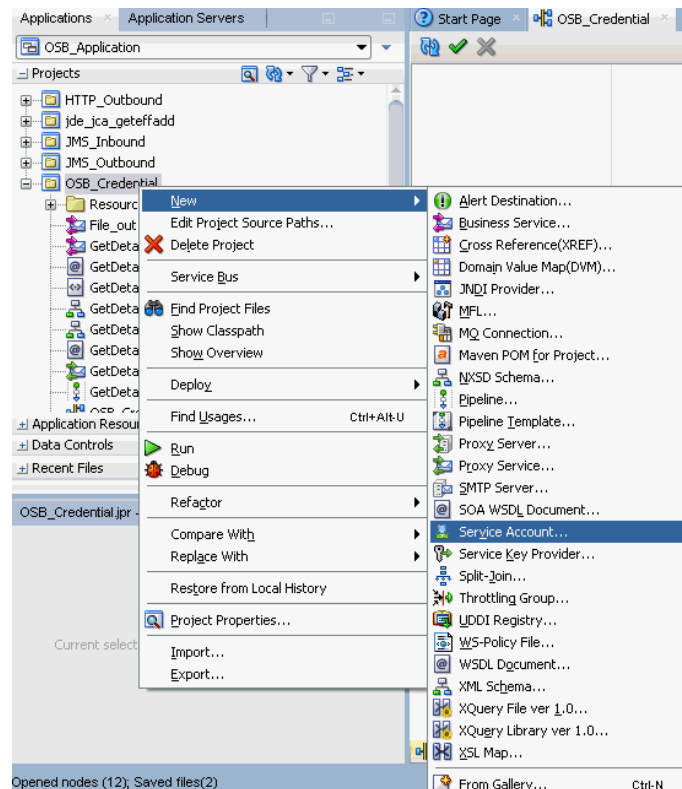 Applications
Application Servers
Start Page
OSB_Credential
OSB_Application
Projects
HTTP_Outbound
jde_jca_geteffadd
JMS_Inbound
JMS_Outbound
OSB_Credential
Resourc
File_out
GetDeta
GetDeta
GetDeta
GetDeta
GetDeta
GetDeta
GetDeta
GetDeta
OSB_Cre
Application Resour
Data Controls
Recent Files
OSB_Credential.jpr -
Current select
Opened nodes (12); Saved files(2)
New
Edit Project Source Paths...
Delete Project
Service Bus
Find Project Files
Show Classpath
Show Overview
Deploy
Find Usages... Ctrl+Alt-U
Run
Debug
Refactor
Compare With
Replace With
Restore from Local History
Project Properties...
Import...
Export...
Alert Destination...
Business Service...
Cross Reference(XREF)...
Domain Value Map(DVM)...
JNDI Provider...
MFL...
MQ Connection...
Maven POM for Project...
NXSD Schema...
Pipeline...
Pipeline Template...
Proxy Server...
Proxy Service...
SMTP Server...
SOA WSDL Document...
Service Account...
Service Key Provider...
Split-Join...
Throttling Group...
UDDI Registry...
WS-Policy File...
WSDL Document...
XML Schema...
XQuery File ver 1.0...
XQuery Library ver 1.0...
XSL Map...
From Gallery... Ctrl-N